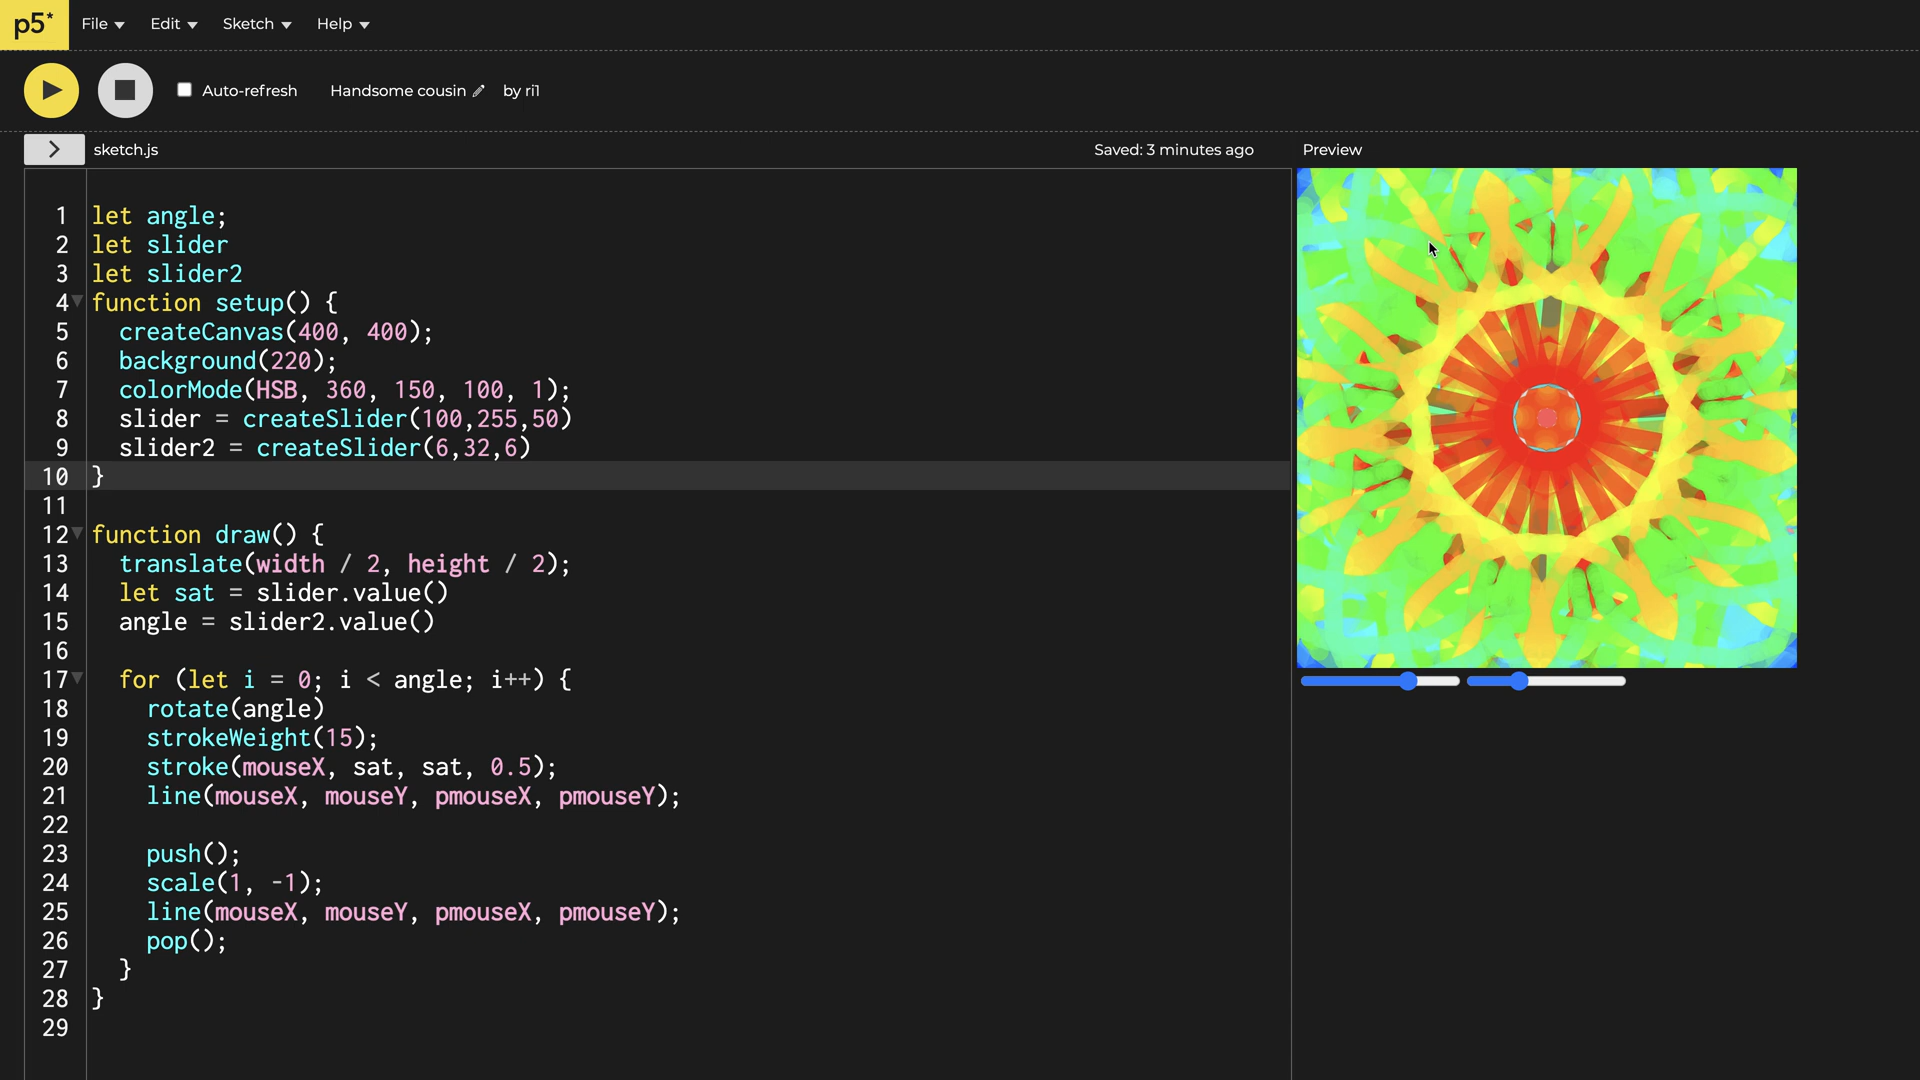 p5* File Edit Sketch Help
Auto-refresh Handsome cousin by ri1
> sketch.js Saved: 3 minutes ago Preview
1 let angle;
2 let slider
3 let slider2
4 function setup() {
5 createCanvas(400, 400);
6 background(220);
7 colorMode(HSB, 360, 150, 100, 1);
8 slider = createSlider(100,255,50)
9 slider2 = createSlider(6,32,6)
10 }
11
12 function draw() {
13 translate(width / 2, height / 2);
14 let sat = slider.value()
15 angle = slider2.value()
16
17 for (let i = 0; i < angle; i++) {
18 rotate(angle)
19 strokeWeight(15);
20 stroke(mouseX, sat, sat, 0.5);
21 line(mouseX, mouseY, pmouseX, pmouseY);
22
23 push();
24 scale(1, -1);
25 line(mouseX, mouseY, pmouseX, pmouseY);
26 pop();
27 }
28 }
29